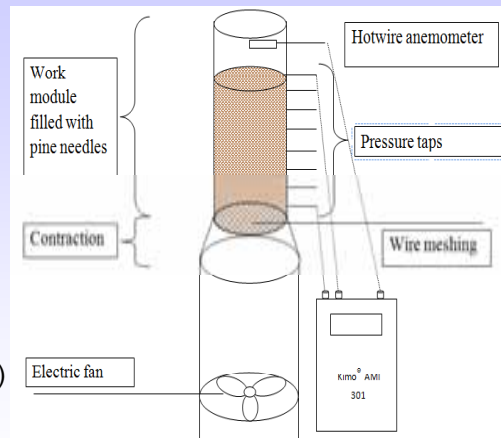 Hotwire anemometer
Work
module
filled with
pine needles
Pressure taps
Contraction
Wire meshing
)
Electric fan
Kimo® AMI
301